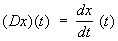 (Dx)(t) = dx/dt (t)